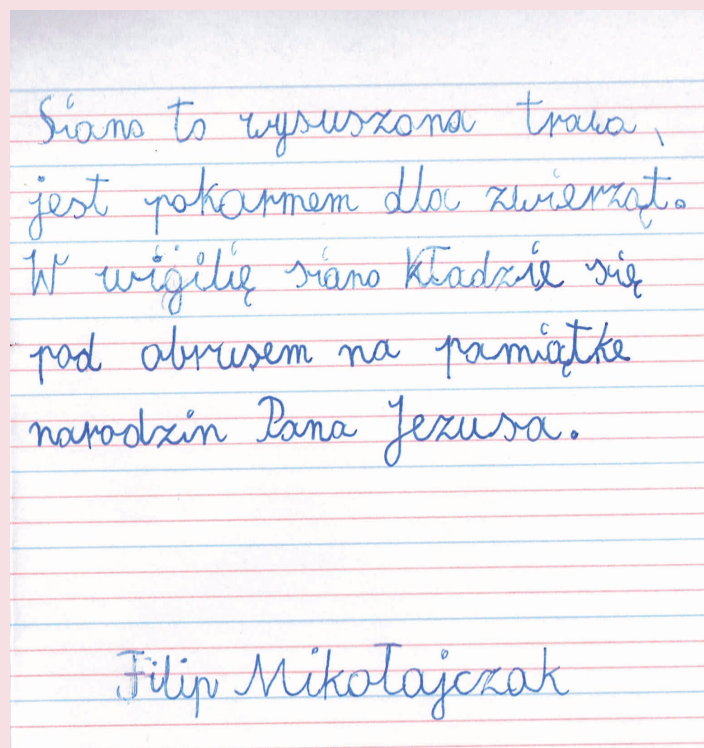 Siano to wysuszona trawa,
jest pokarmem dla zwierząt.
W wigilię siano kładzie się
pod obrusem na pamiątke
narodzin Pana Jezusa.
Filip Mikołajczak